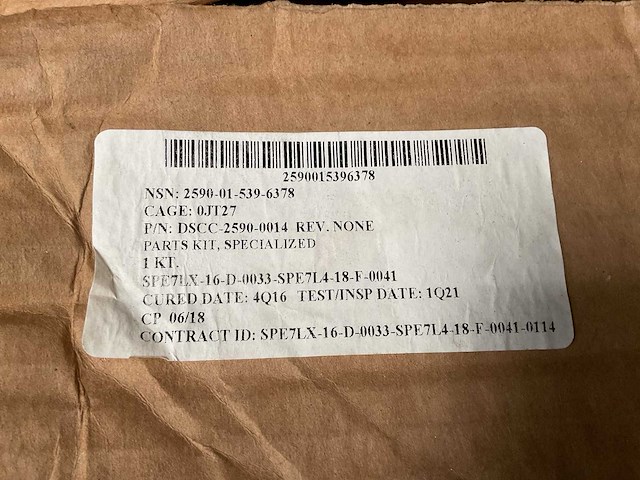 2590015396378
NSN: 2590-01-539-6378
CAGE: 0JT27
P/N: DSCC-2590-0014 REV. NONE
PARTS KIT, SPECIALIZED
1 KT.
SPE7LX-16-D-0033-SPE7L4-18-F-0041
CURED DATE: 4Q16 TEST/INSP DATE: 1Q21
CP 06/18
CONTRACT ID: SPE7LX-16-D-0033-SPE7L4-18-F-0041-0114